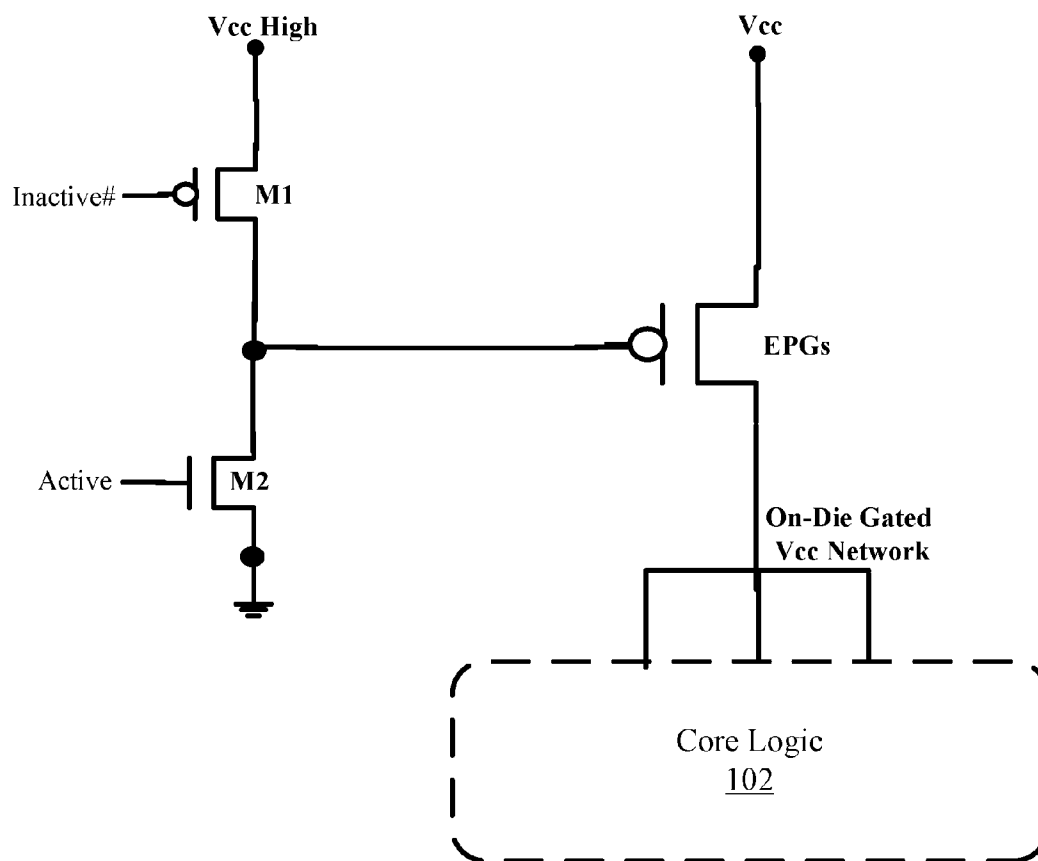 Vcc High
Vcc
Inactive#
M1
EPGs
Active
M2
On-Die Gated
Vcc Network
Core Logic
102